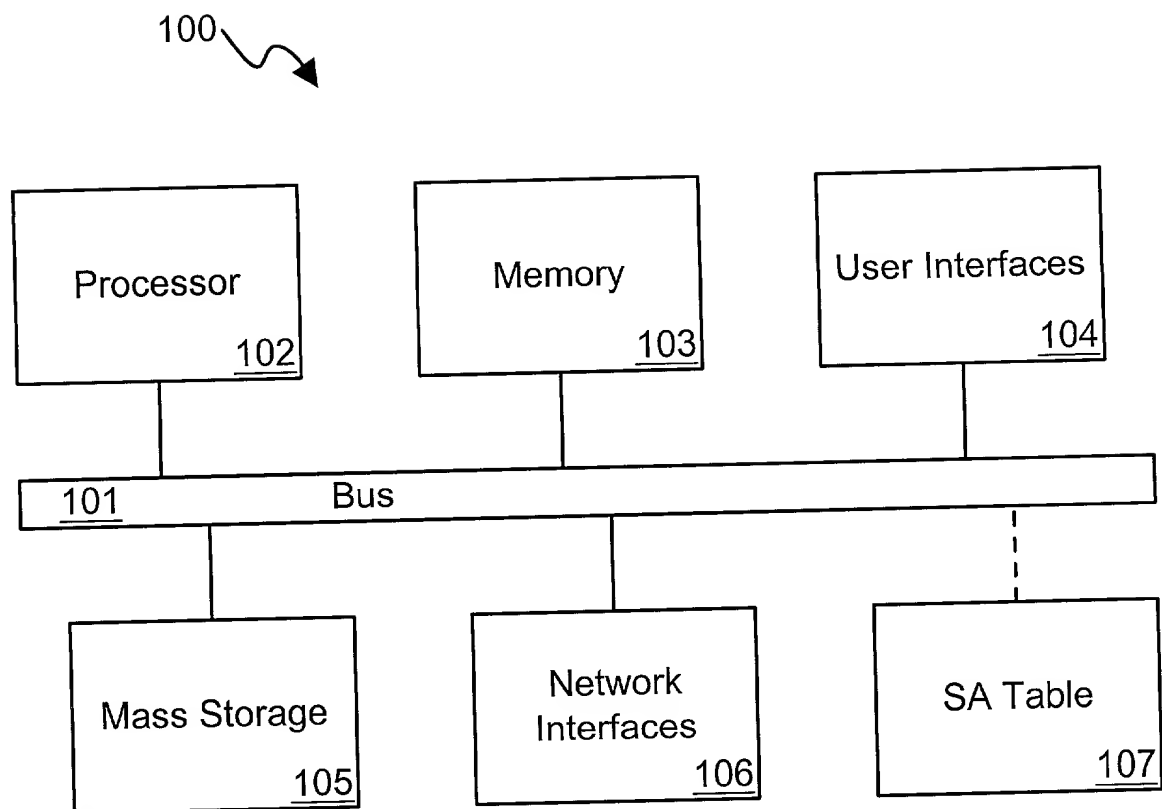 100
Processor
102
Memory
103
User Interfaces
104
101
Bus
Mass Storage
105
Network
Interfaces
106
SA Table
107